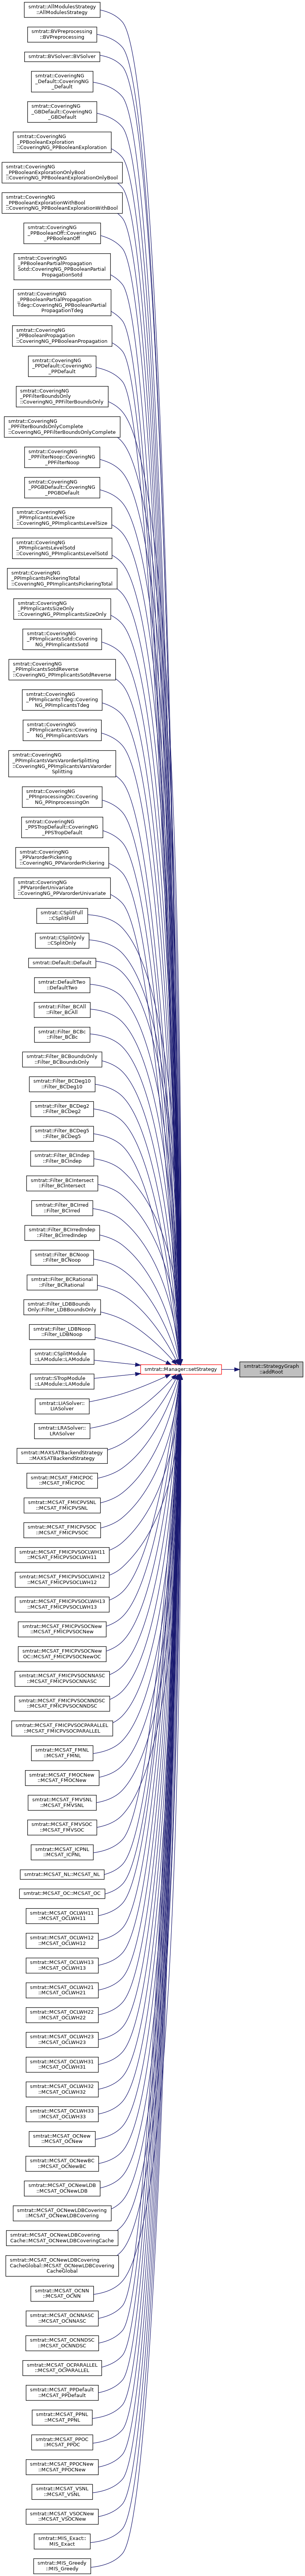 smtrat::AllModulesStrategy
::AllModulesStrategy
smtrat::BVPreprocessing
::BVPreprocessing
smtrat::BVSolver::BVSolver
smtrat::CoveringNG
_Default::CoveringNG
_Default
smtrat::CoveringNG
_GBDefault::CoveringNG
_GBDefault
smtrat::CoveringNG
_PPBooleanExploration
::CoveringNG_PPBooleanExploration
smtrat::CoveringNG
_PPBooleanExplorationOnlyBool
::CoveringNG_PPBooleanExplorationOnlyBool
smtrat::CoveringNG
_PPBooleanExplorationWithBool
::CoveringNG_PPBooleanExplorationWithBool
smtrat::CoveringNG
_PPBooleanOff::CoveringNG
_PPBooleanOff
smtrat::CoveringNG
_PPBooleanPartialPropagation
Sotd::CoveringNG_PPBooleanPartial
PropagationSotd
smtrat::CoveringNG
_PPBooleanPartialPropagation
Tdeg::CoveringNG_PPBooleanPartial
PropagationTdeg
smtrat::CoveringNG
_PPBooleanPropagation
::CoveringNG_PPBooleanPropagation
smtrat::CoveringNG
_PPDefault::CoveringNG
_PPDefault
smtrat::CoveringNG
_PPFilterBoundsOnly
::CoveringNG_PPFilterBoundsOnly
smtrat::CoveringNG
_PPFilterBoundsOnlyComplete
::CoveringNG_PPFilterBoundsOnlyComplete
smtrat::CoveringNG
_PPFilterNoop::CoveringNG
_PPFilterNoop
smtrat::CoveringNG
_PPGBDefault::CoveringNG
_PPGBDefault
smtrat::CoveringNG
_PPImplicantsLevelSize
::CoveringNG_PPImplicantsLevelSize
smtrat::CoveringNG
_PPImplicantsLevelSotd
::CoveringNG_PPImplicantsLevelSotd
smtrat::CoveringNG
_PPImplicantsPickeringTotal
::CoveringNG_PPImplicantsPickeringTotal
smtrat::CoveringNG
_PPImplicantsSizeOnly
::CoveringNG_PPImplicantsSizeOnly
smtrat::CoveringNG
_PPImplicantsSotd::Covering
NG_PPImplicantsSotd
smtrat::CoveringNG
_PPImplicantsSotdReverse
::CoveringNG_PPImplicantsSotdReverse
smtrat::CoveringNG
_PPImplicantsTdeg::Covering
NG_PPImplicantsTdeg
smtrat::CoveringNG
_PPImplicantsVars::Covering
NG_PPImplicantsVars
smtrat::CoveringNG
_PPImplicantsVarsVarorderSplitting
::CoveringNG_PPImplicantsVarsVarorder
Splitting
smtrat::CoveringNG
_PPInprocessingOn::Covering
NG_PPInprocessingOn
smtrat::CoveringNG
_PPSTropDefault::CoveringNG
_PPSTropDefault
smtrat::CoveringNG
_PPVarorderPickering
::CoveringNG_PPVarorderPickering
smtrat::CoveringNG
_PPVarorderUnivariate
::CoveringNG_PPVarorderUnivariate
smtrat::CSplitFull
::CSplitFull
smtrat::CSplitOnly
::CSplitOnly
smtrat::Default::Default
smtrat::DefaultTwo
::DefaultTwo
smtrat::Filter_BCAll
::Filter_BCAll
smtrat::Filter_BCBc
::Filter_BCBc
smtrat::Filter_BCBoundsOnly
::Filter_BCBoundsOnly
smtrat::Filter_BCDeg10
::Filter_BCDeg10
smtrat::Filter_BCDeg2
::Filter_BCDeg2
smtrat::Filter_BCDeg5
::Filter_BCDeg5
smtrat::Filter_BCIndep
::Filter_BCIndep
smtrat::Filter_BCIntersect
::Filter_BCIntersect
smtrat::Filter_BCIrred
::Filter_BCIrred
smtrat::Filter_BCIrredIndep
::Filter_BCIrredIndep
smtrat::Filter_BCNoop
::Filter_BCNoop
smtrat::Filter_BCRational
::Filter_BCRational
smtrat::Filter_LDBBounds
Only::Filter_LDBBoundsOnly
smtrat::Filter_LDBNoop
::Filter_LDBNoop
smtrat::CSplitModule
::LAModule::LAModule
smtrat::Manager::setStrategy
smtrat::StrategyGraph
::addRoot
smtrat::STropModule
::LAModule::LAModule
smtrat::LIASolver::
LIASolver
smtrat::LRASolver::
LRASolver
smtrat::MAXSATBackendStrategy
::MAXSATBackendStrategy
smtrat::MCSAT_FMICPOC
::MCSAT_FMICPOC
smtrat::MCSAT_FMICPVSNL
::MCSAT_FMICPVSNL
smtrat::MCSAT_FMICPVSOC
::MCSAT_FMICPVSOC
smtrat::MCSAT_FMICPVSOCLWH11
::MCSAT_FMICPVSOCLWH11
smtrat::MCSAT_FMICPVSOCLWH12
::MCSAT_FMICPVSOCLWH12
smtrat::MCSAT_FMICPVSOCLWH13
::MCSAT_FMICPVSOCLWH13
smtrat::MCSAT_FMICPVSOCNew
::MCSAT_FMICPVSOCNew
smtrat::MCSAT_FMICPVSOCNew
OC::MCSAT_FMICPVSOCNewOC
smtrat::MCSAT_FMICPVSOCNNASC
::MCSAT_FMICPVSOCNNASC
smtrat::MCSAT_FMICPVSOCNNDSC
::MCSAT_FMICPVSOCNNDSC
smtrat::MCSAT_FMICPVSOCPARALLEL
::MCSAT_FMICPVSOCPARALLEL
smtrat::MCSAT_FMNL
::MCSAT_FMNL
smtrat::MCSAT_FMOCNew
::MCSAT_FMOCNew
smtrat::MCSAT_FMVSNL
::MCSAT_FMVSNL
smtrat::MCSAT_FMVSOC
::MCSAT_FMVSOC
smtrat::MCSAT_ICPNL
::MCSAT_ICPNL
smtrat::MCSAT_NL::MCSAT_NL
smtrat::MCSAT_OC::MCSAT_OC
smtrat::MCSAT_OCLWH11
::MCSAT_OCLWH11
smtrat::MCSAT_OCLWH12
::MCSAT_OCLWH12
smtrat::MCSAT_OCLWH13
::MCSAT_OCLWH13
smtrat::MCSAT_OCLWH21
::MCSAT_OCLWH21
smtrat::MCSAT_OCLWH22
::MCSAT_OCLWH22
smtrat::MCSAT_OCLWH23
::MCSAT_OCLWH23
smtrat::MCSAT_OCLWH31
::MCSAT_OCLWH31
smtrat::MCSAT_OCLWH32
::MCSAT_OCLWH32
smtrat::MCSAT_OCLWH33
::MCSAT_OCLWH33
smtrat::MCSAT_OCNew
::MCSAT_OCNew
smtrat::MCSAT_OCNewBC
::MCSAT_OCNewBC
smtrat::MCSAT_OCNewLDB
::MCSAT_OCNewLDB
smtrat::MCSAT_OCNewLDBCovering
::MCSAT_OCNewLDBCovering
smtrat::MCSAT_OCNewLDBCovering
Cache::MCSAT_OCNewLDBCoveringCache
smtrat::MCSAT_OCNewLDBCovering
CacheGlobal::MCSAT_OCNewLDBCovering
CacheGlobal
smtrat::MCSAT_OCNN
::MCSAT_OCNN
smtrat::MCSAT_OCNNASC
::MCSAT_OCNNASC
smtrat::MCSAT_OCNNDSC
::MCSAT_OCNNDSC
smtrat::MCSAT_OCPARALLEL
::MCSAT_OCPARALLEL
smtrat::MCSAT_PPDefault
::MCSAT_PPDefault
smtrat::MCSAT_PPNL
::MCSAT_PPNL
smtrat::MCSAT_PPOC
::MCSAT_PPOC
smtrat::MCSAT_PPOCNew
::MCSAT_PPOCNew
smtrat::MCSAT_VSNL
::MCSAT_VSNL
smtrat::MCSAT_VSOCNew
::MCSAT_VSOCNew
smtrat::MIS_Exact::
MIS_Exact
smtrat::MIS_Greedy
::MIS_Greedy